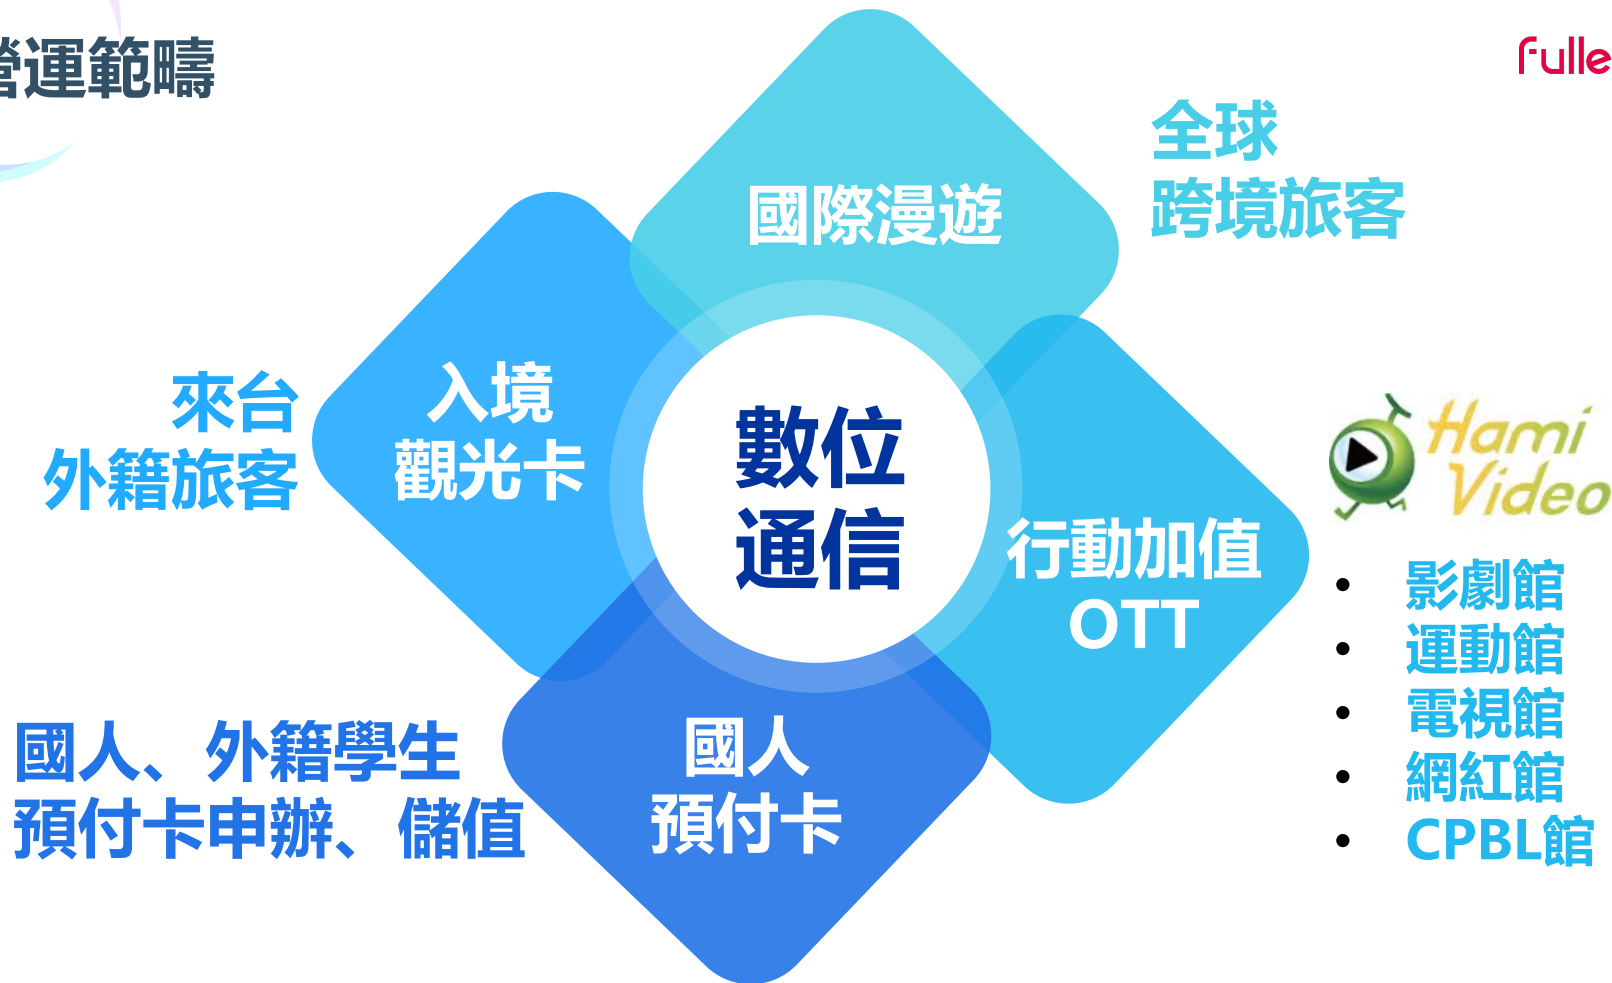 營運範疇
fulle
國際漫遊
全球
跨境旅客
入境
觀光卡
來台
外籍旅客
數位
通信
行動加值
OTT
Hami
Video
• 影劇館
• 運動館
• 電視館
• 網紅館
• CPBL館
國人
預付卡
國人、外籍學生
預付卡申辦、儲值